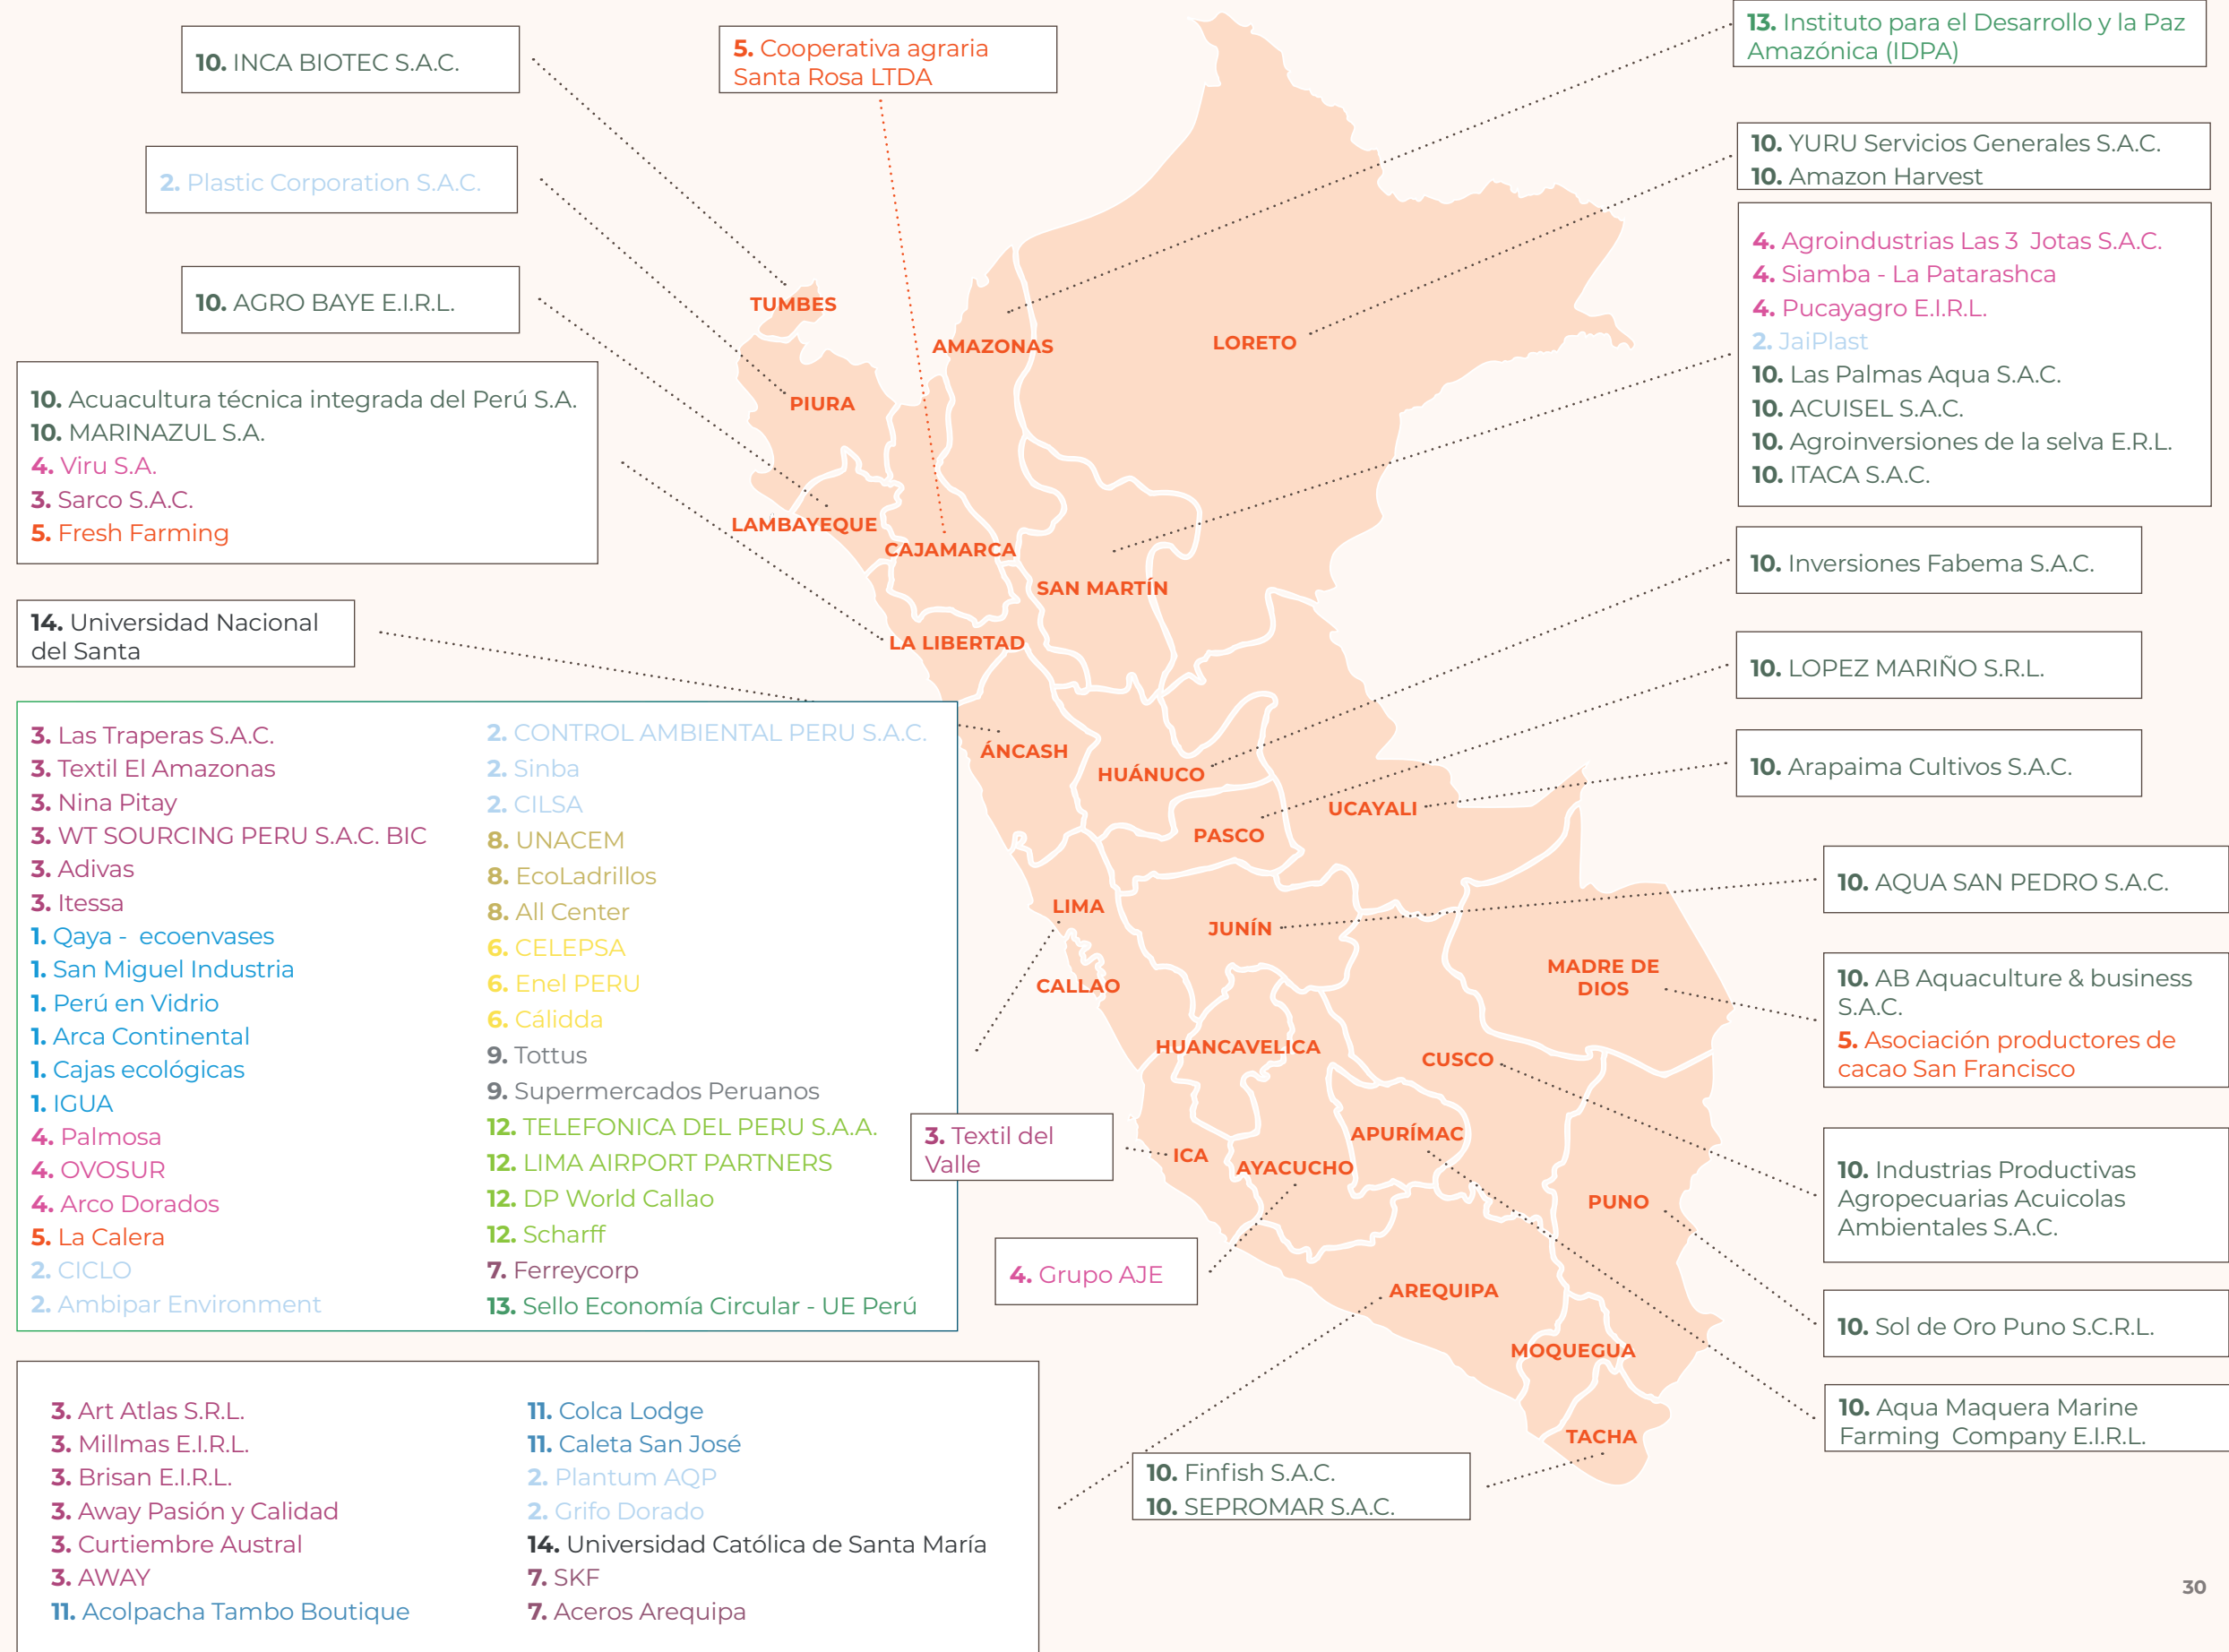 10. INCA BIOTEC S.A.C.
5. Cooperativa agraria
Santa Rosa LTDA
13. Instituto para el Desarrollo y la Paz
Amazónica (IDPA)
2. Plastic Corporation S.A.C.
10. YURU Servicios Generales S.A.C.
10. Amazon Harvest
10. AGRO BAYE E.I.R.L.
4. Agroindustrias Las 3 Jotas S.A.C.
4. Siamba - La Patarashca
4. Pucayagro E.I.R.L.
2. JaiPlast
10. Las Palmas Aqua S.A.C.
10. ACUISEL S.A.C.
10. Agroinversiones de la selva E.R.L.
10. ITACA S.A.C.
10. Acuacultura técnica integrada del Perú S.A.
10. MARINAZUL S.A.
4. Viru S.A.
3. Sarco S.A.C.
5. Fresh Farming
TUMBES
AMAZONAS
LORETO
PIURA
LAMBAYEQUE
CAJAMARCA
SAN MARTÍN
LA LIBERTAD
10. Inversiones Fabema S.A.C.
14. Universidad Nacional
del Santa
10. LOPEZ MARIÑO S.R.L.
10. Arapaima Cultivos S.A.C.
ÁNCASH
HUÁNUCO
UCAYALI
PASCO
LIMA
JUNÍN
CALLAO
MADRE DE
DIOS
HUANCAVELICA
CUSCO
APURÍMAC
ICA
AYACUCHO
PUNO
AREQUIPA
MOQUEGUA
TACHA
3. Las Traperas S.A.C.
3. Textil El Amazonas
3. Nina Pitay
3. WT SOURCING PERU S.A.C. BIC
3. Adivas
3. Itessa
1. Qaya - ecoenvases
1. San Miguel Industria
1. Perú en Vidrio
1. Arca Continental
1. Cajas ecológicas
1. IGUA
4. Palmosa
4. OVOSUR
4. Arco Dorados
5. La Calera
2. CICLO
2. Ambipar Environment
2. CONTROL AMBIENTAL PERU S.A.C.
2. Sinba
2. CILSA
8. UNACEM
8. EcoLadrillos
8. All Center
6. CELEPSA
6. Enel PERU
6. Cálidda
9. Tottus
9. Supermercados Peruanos
12. TELEFONICA DEL PERU S.A.A.
12. LIMA AIRPORT PARTNERS
12. DP World Callao
12. Scharff
7. Ferreycorp
13. Sello Economía Circular - UE Perú
10. AQUA SAN PEDRO S.A.C.
10. AB Aquaculture & business
S.A.C.
5. Asociación productores de
cacao San Francisco
3. Textil del
Valle
10. Industrias Productivas
Agropecuarias Acuicolas
Ambientales S.A.C.
4. Grupo AJE
10. Sol de Oro Puno S.C.R.L.
10. Aqua Maquera Marine
Farming Company E.I.R.L.
10. Finfish S.A.C.
10. SEPROMAR S.A.C.
3. Art Atlas S.R.L.
3. Millmas E.I.R.L.
3. Brisan E.I.R.L.
3. Away Pasión y Calidad
3. Curtiembre Austral
3. AWAY
11. Acolpacha Tambo Boutique
11. Colca Lodge
11. Caleta San José
2. Plantum AQP
2. Grifo Dorado
14. Universidad Católica de Santa María
7. SKF
7. Aceros Arequipa
30